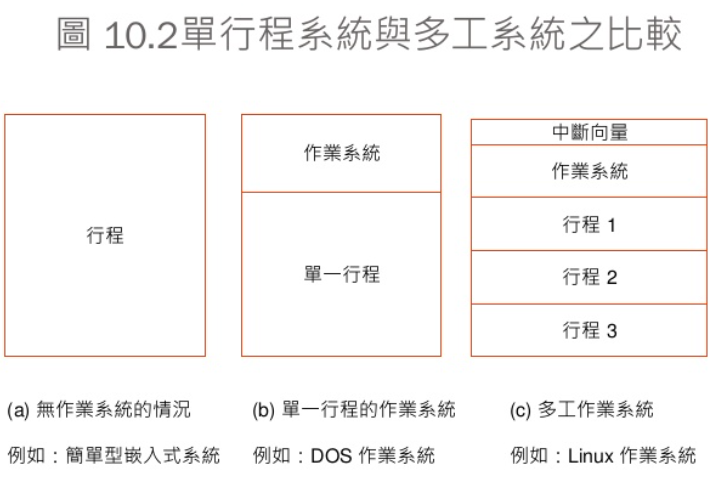 圖 10.2單行程系統與多工系統之比較
行程
作業系統
單一行程
中斷向量
作業系統
行程 1
行程 2
行程 3
(a) 無作業系統的情況
例如：簡單型嵌入式系統
(b) 單一行程的作業系統
例如：DOS 作業系統
(c) 多工作業系統
例如：Linux 作業系統